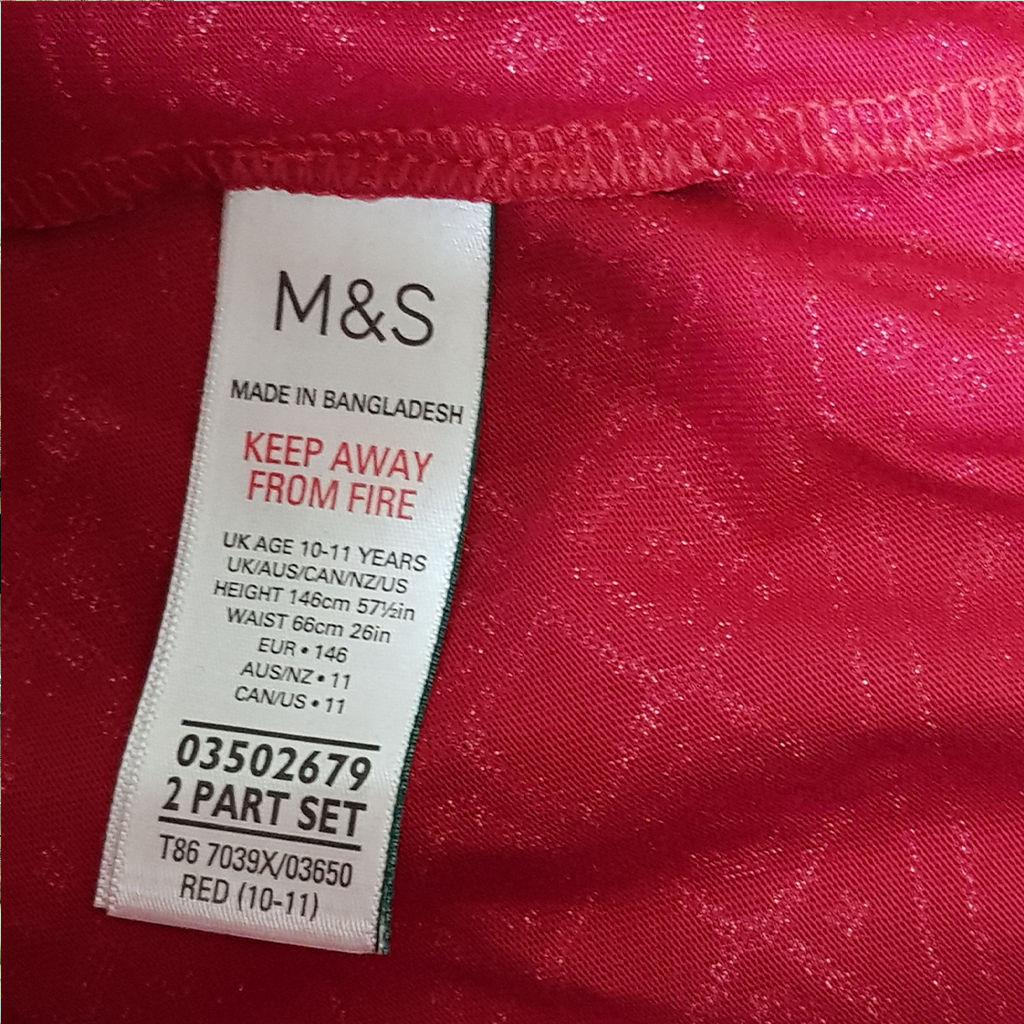 M&S
MADE IN BANGLADESH
KEEP AWAY
FROM FIRE
UK AGE 10-11 YEARS
UK/AUS/CAN/NZ/US
HEIGHT 146cm 57½in
WAIST 66cm 26in
EUR • 146
AUS/NZ • 11
CAN/US • 11
03502679
2 PART SET
T86 7039X/03650
RED (10-11)